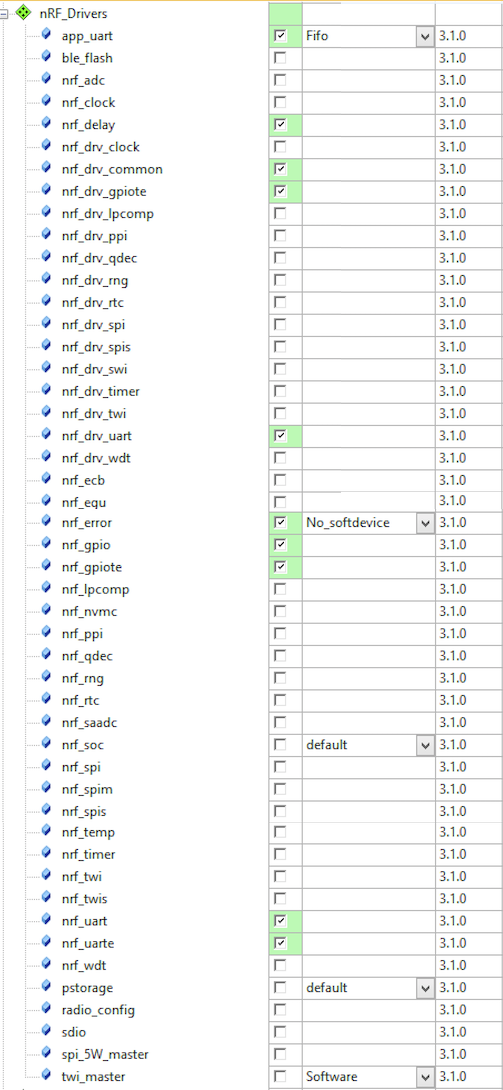 nRF_Drivers
app_uart Fifo 3.1.0
ble_flash 3.1.0
nrf_adc 3.1.0
nrf_clock 3.1.0
nrf_delay 3.1.0
nrf_drv_clock 3.1.0
nrf_drv_common 3.1.0
nrf_drv_gpiote 3.1.0
nrf_drv_lpcomp 3.1.0
nrf_drv_ppi 3.1.0
nrf_drv_qdec 3.1.0
nrf_drv_rng 3.1.0
nrf_drv_rtc 3.1.0
nrf_drv_spi 3.1.0
nrf_drv_spis 3.1.0
nrf_drv_swi 3.1.0
nrf_drv_timer 3.1.0
nrf_drv_twi 3.1.0
nrf_drv_uart 3.1.0
nrf_drv_wdt 3.1.0
nrf_ecb 3.1.0
nrf_equ 3.1.0
nrf_error No_softdevice 3.1.0
nrf_gpio 3.1.0
nrf_gpiote 3.1.0
nrf_lpcomp 3.1.0
nrf_nvmc 3.1.0
nrf_ppi 3.1.0
nrf_qdec 3.1.0
nrf_rng 3.1.0
nrf_rtc 3.1.0
nrf_saadc 3.1.0
nrf_soc default 3.1.0
nrf_spi 3.1.0
nrf_spim 3.1.0
nrf_spis 3.1.0
nrf_temp 3.1.0
nrf_timer 3.1.0
nrf_twi 3.1.0
nrf_twis 3.1.0
nrf_uart 3.1.0
nrf_uarte 3.1.0
nrf_wdt 3.1.0
pstorage default 3.1.0
radio_config 3.1.0
sdio 3.1.0
spi_5W_master 3.1.0
twi_master Software 3.1.0